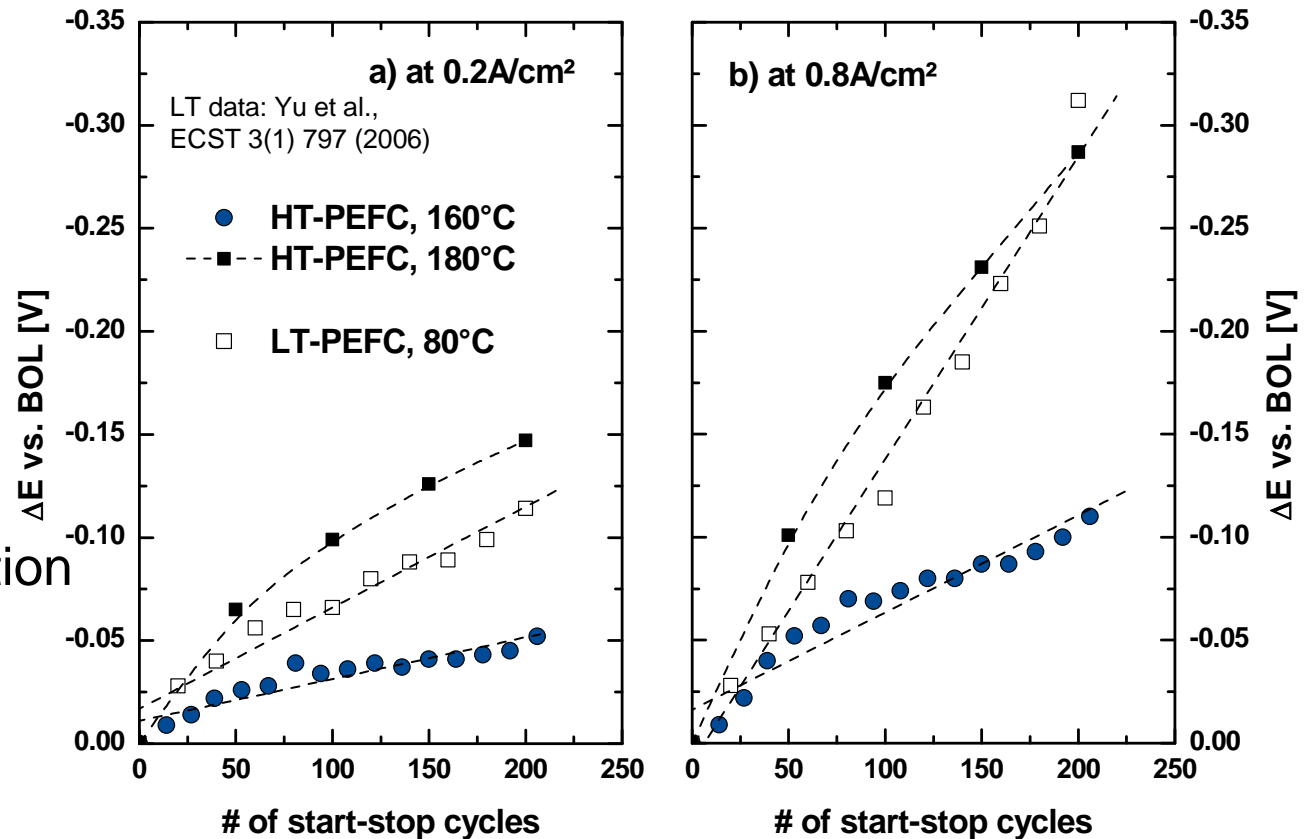 -0.35
-0.30
-0.25
-0.20
-0.15
-0.10
-0.05
0.00
ΔE vs. BOL [V]
a) at 0.2A/cm²
LT data: Yu et al.,
ECST 3(1) 797 (2006)
HT-PEFC, 160°C
HT-PEFC, 180°C
LT-PEFC, 80°C
tion
0 50 100 150 200 250
# of start-stop cycles
b) at 0.8A/cm²
-0.35
-0.30
-0.25
-0.20
-0.15
-0.10
-0.05
0.00
ΔE vs. BOL [V]
0 50 100 150 200 250
# of start-stop cycles